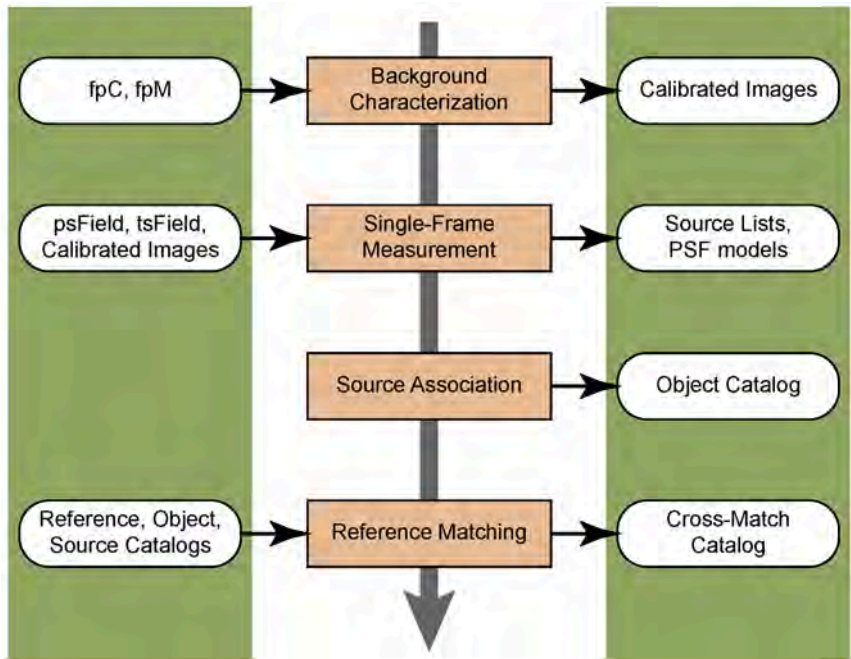 fpC, fpM
Background
Characterization
Calibrated Images
psField, tsField,
Calibrated Images
Single-Frame
Measurement
Source Lists,
PSF models
Source Association
Object Catalog
Reference, Object,
Source Catalogs
Reference Matching
Cross-Match
Catalog